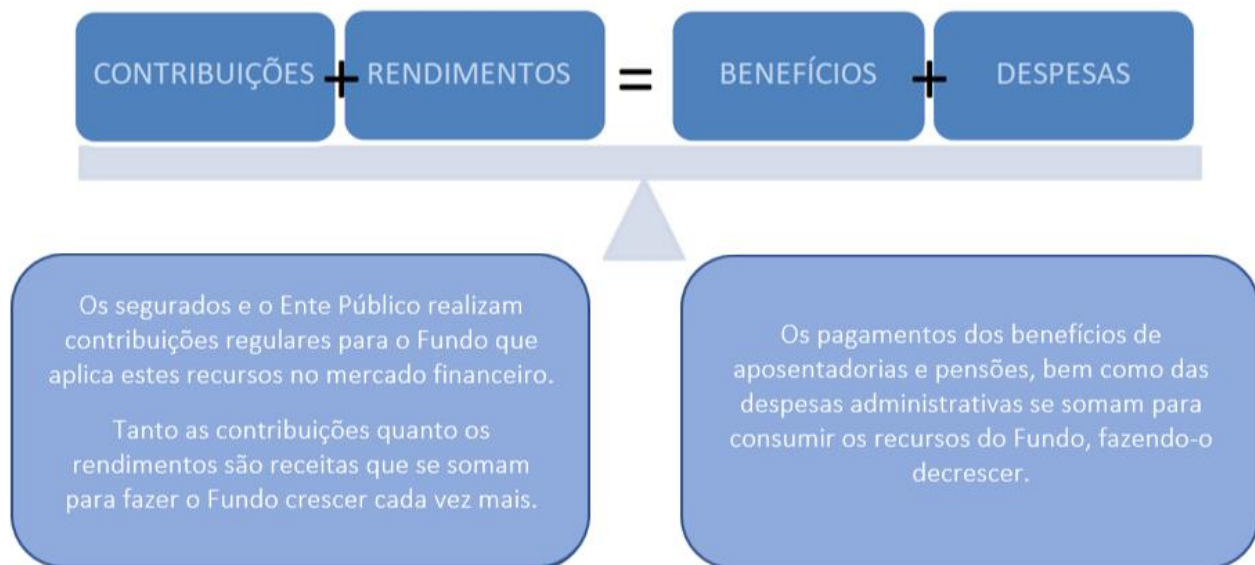 CONTRIBUIÇÕES + RENDIMENTOS = BENEFÍCIOS + DESPESAS
Os segurados e o Ente Público realizam
contribuições regulares para o Fundo que
aplica estes recursos no mercado financeiro.
Tanto as contribuições quanto os
rendimentos são receitas que se somam
para fazer o Fundo crescer cada vez mais.
Os pagamentos dos benefícios de
aposentadorias e pensões, bem como das
despesas administrativas se somam para
consumir os recursos do Fundo, fazendo-o
decrescer.